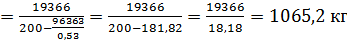 = 19366 / (200 − 96363/0,53) = 19366 / (200−181,82) = 19366 / 18,18 = 1065,2 кг